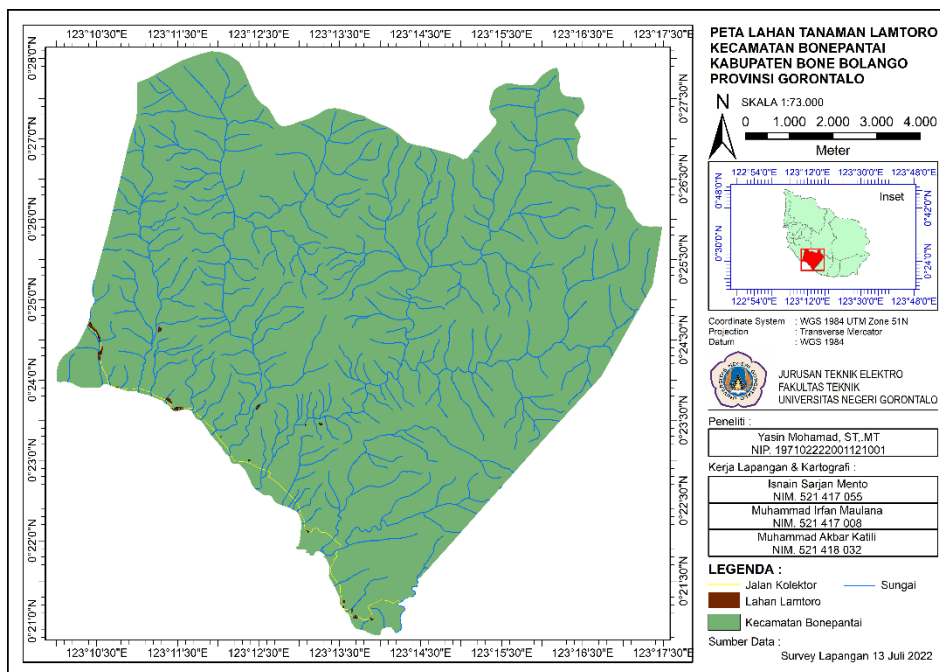 123°10'30"E 123°11'30"E 123°12'30"E 123°13'30"E 123°14'30"E 123°15'30"E 123°16'30"E 123°17'30"E
0°28'0"N
0°27'0"N
0°26'0"N
0°25'0"N
0°24'0"N
0°23'0"N
0°22'0"N
0°21'0"N
0°27'30"N
0°26'30"N
0°25'30"N
0°24'30"N
0°23'30"N
0°22'30"N
0°21'30"N
123°10'0"E 123°11'0"E 123°12'0"E 123°13'0"E 123°14'0"E 123°15'0"E 123°16'0"E 123°17'0"E
PETA LAHAN TANAMAN LAMTORO
KECAMATAN BONEPANTAI
KABUPATEN BONE BOLANGO
PROVINSI GORONTALO
N
SKALA 1:73.000
0 1.000 2.000 3.000 4.000
Meter
122°54'0"E 123°12'0"E 123°30'0"E 123°48'0"E
Inset
0°48'0"N
0°30'0"N
0°42'0"N
0°24'0"N
122°54'0"E 123°12'0"E 123°30'0"E 123°48'0"E
Coordinate System : WGS 1984 UTM Zone 51N
Projection : Transverse Mercator
Datum : WGS 1984
JURUSAN TEKNIK ELEKTRO
FAKULTAS TEKNIK
UNIVERSITAS NEGERI GORONTALO
Peneliti :
Yasin Mohamad, ST,.MT
NIP. 197102222001121001
Kerja Lapangan & Kartografi :
Isnain Sarjan Mento
NIM. 521 417 055
Muhammad Irfan Maulana
NIM. 521 417 008
Muhammad Akbar Katili
NIM. 521 418 032
LEGENDA :
Jalan Kolektor Sungai
Lahan Lamtoro
Kecamatan Bonepantai
Sumber Data :
Survey Lapangan 13 Juli 2022